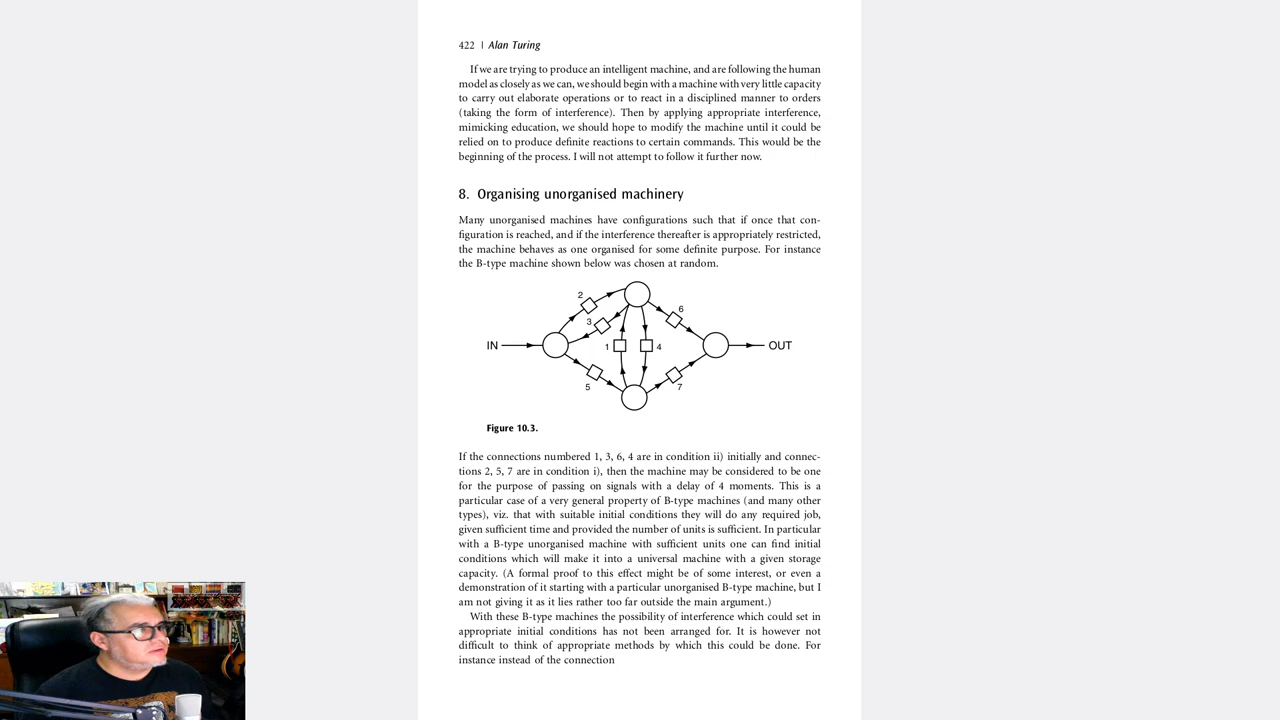 422 | Alan Turing
If we are trying to produce an intelligent machine, and are following the human
model as closely as we can, we should begin with a machine with very little capacity
to carry out elaborate operations or to react in a disciplined manner to orders
(taking the form of interference). Then by applying appropriate interference,
mimicking education, we should hope to modify the machine until it could be
relied on to produce definite reactions to certain commands. This would be the
beginning of the process. I will not attempt to follow it further now.
8. Organising unorganised machinery
Many unorganised machines have configurations such that if once that con-
figuration is reached, and if the interference thereafter is appropriately restricted,
the machine behaves as one organised for some definite purpose. For instance
the B-type machine shown below was chosen at random.
2
6
3
IN
1
4
OUT
5
7
Figure 10.3.
If the connections numbered 1, 3, 6, 4 are in condition ii) initially and connec-
tions 2, 5, 7 are in condition i), then the machine may be considered to be one
for the purpose of passing on signals with a delay of 4 moments. This is a
particular case of a very general property of B-type machines (and many other
types), viz. that with suitable initial conditions they will do any required job,
given sufficient time and provided the number of units is sufficient. In particular
with a B-type unorganised machine with sufficient units one can find initial
conditions which will make it into a universal machine with a given storage
capacity. (A formal proof to this effect might be of some interest, or even a
demonstration of it starting with a particular unorganised B-type machine, but I
am not giving it as it lies rather too far outside the main argument.)
With these B-type machines the possibility of interference which could set in
appropriate initial conditions has not been arranged for. It is however not
difficult to think of appropriate methods by which this could be done. For
instance instead of the connection